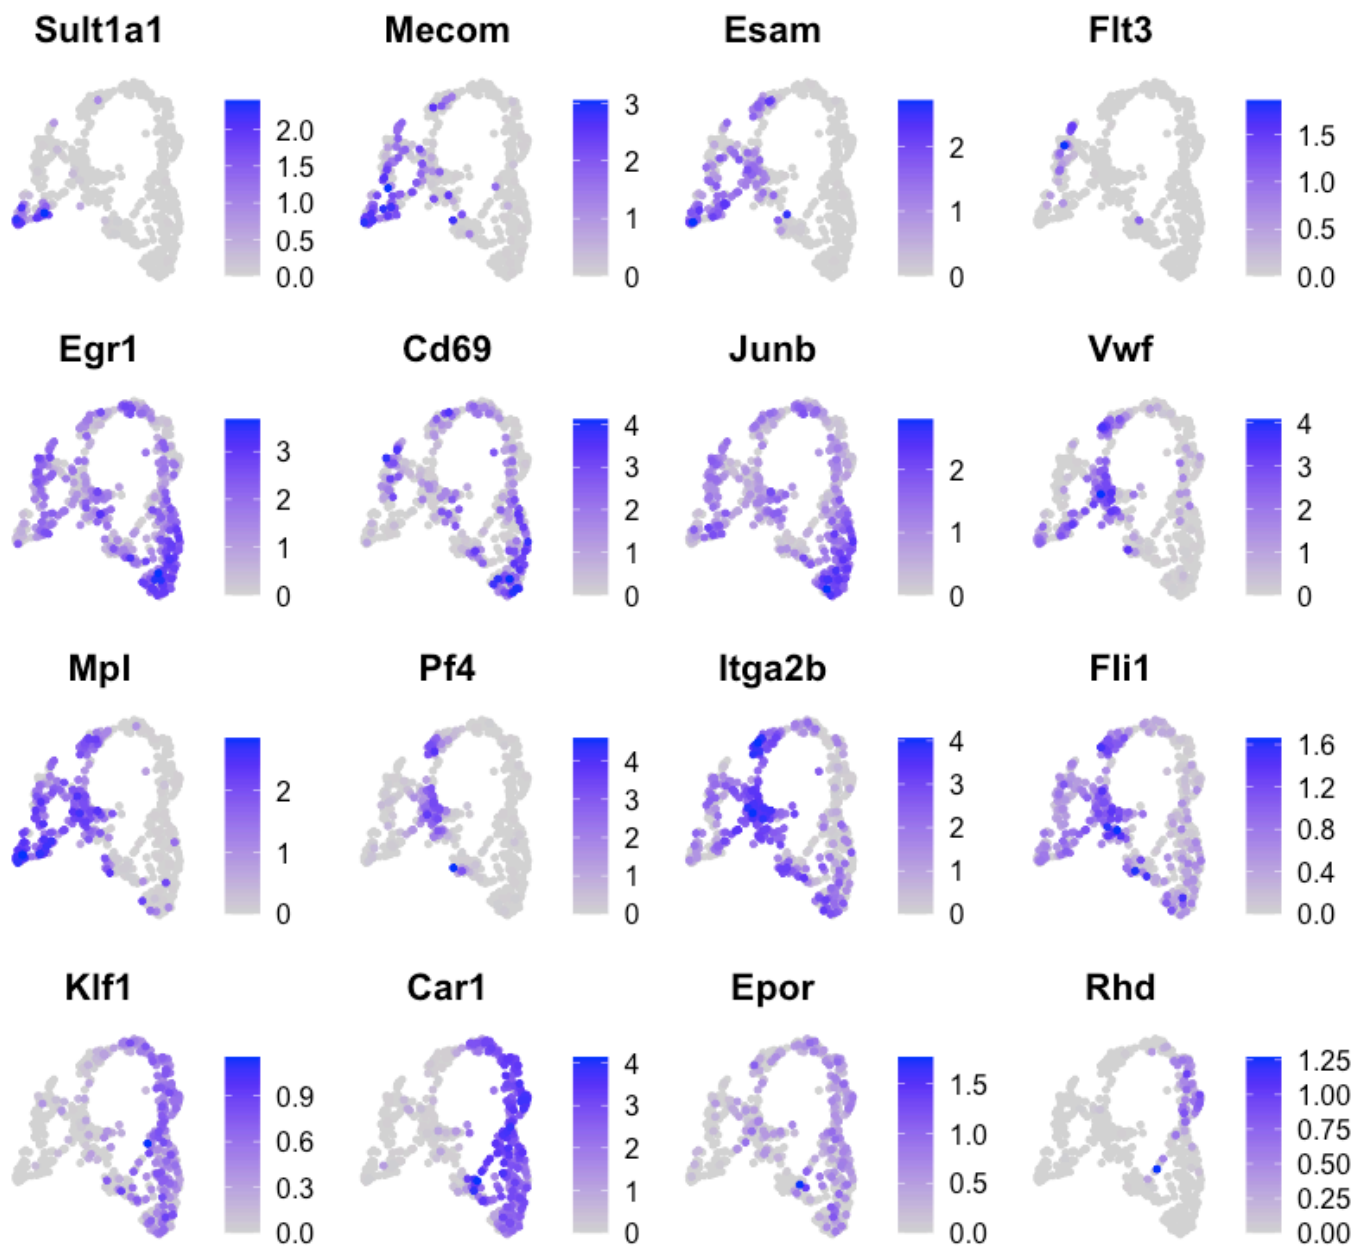 Sult1a1 Mecom Esam Flt3
2.0 1.5 1.0 0.5 0.0
3 2 1 0
2 1 0
1.5 1.0 0.5 0.0
Egr1 Cd69 Junb Vwf
3 2 1 0
4 3 2 1 0
2 1 0
4 3 2 1 0
Mpl Pf4 Itga2b Fli1
2 1 0
4 3 2 1 0
4 3 2 1 0
1.6 1.2 0.8 0.4 0.0
Klf1 Car1 Epor Rhd
0.9 0.6 0.3 0.0
4 3 2 1 0
1.5 1.0 0.5 0.0
1.25 1.00 0.75 0.50 0.25 0.00